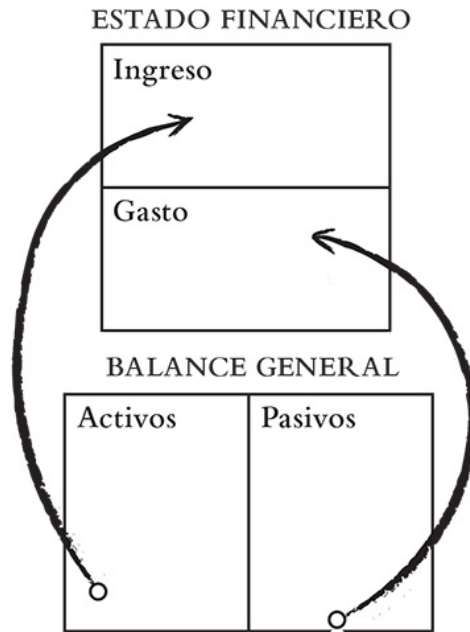 ESTADO FINANCIERO
Ingreso
Gasto
BALANCE GENERAL
Activos
Pasivos